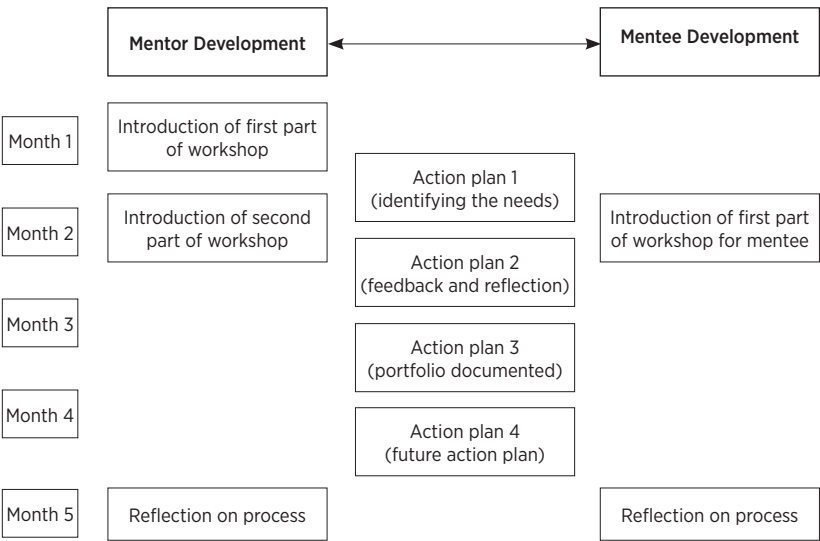 Mentor Development
Mentee Development
Month 1
Introduction of first part
of workshop
Action plan 1
(identifying the needs)
Month 2
Introduction of second
part of workshop
Introduction of first part
of workshop for mentee
Action plan 2
(feedback and reflection)
Month 3
Action plan 3
(portfolio documented)
Month 4
Action plan 4
(future action plan)
Month 5
Reflection on process
Reflection on process